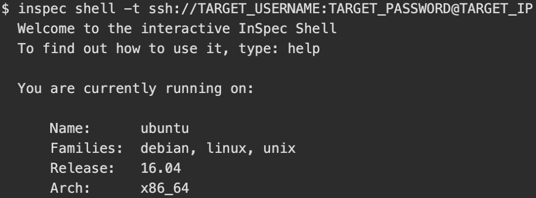 $ inspec shell -t ssh://TARGET_USERNAME:TARGET_PASSWORD@TARGET_IP
Welcome to the interactive InSpec Shell
To find out how to use it, type: help
You are currently running on:
Name: ubuntu
Families: debian, linux, unix
Release: 16.04
Arch: x86_64